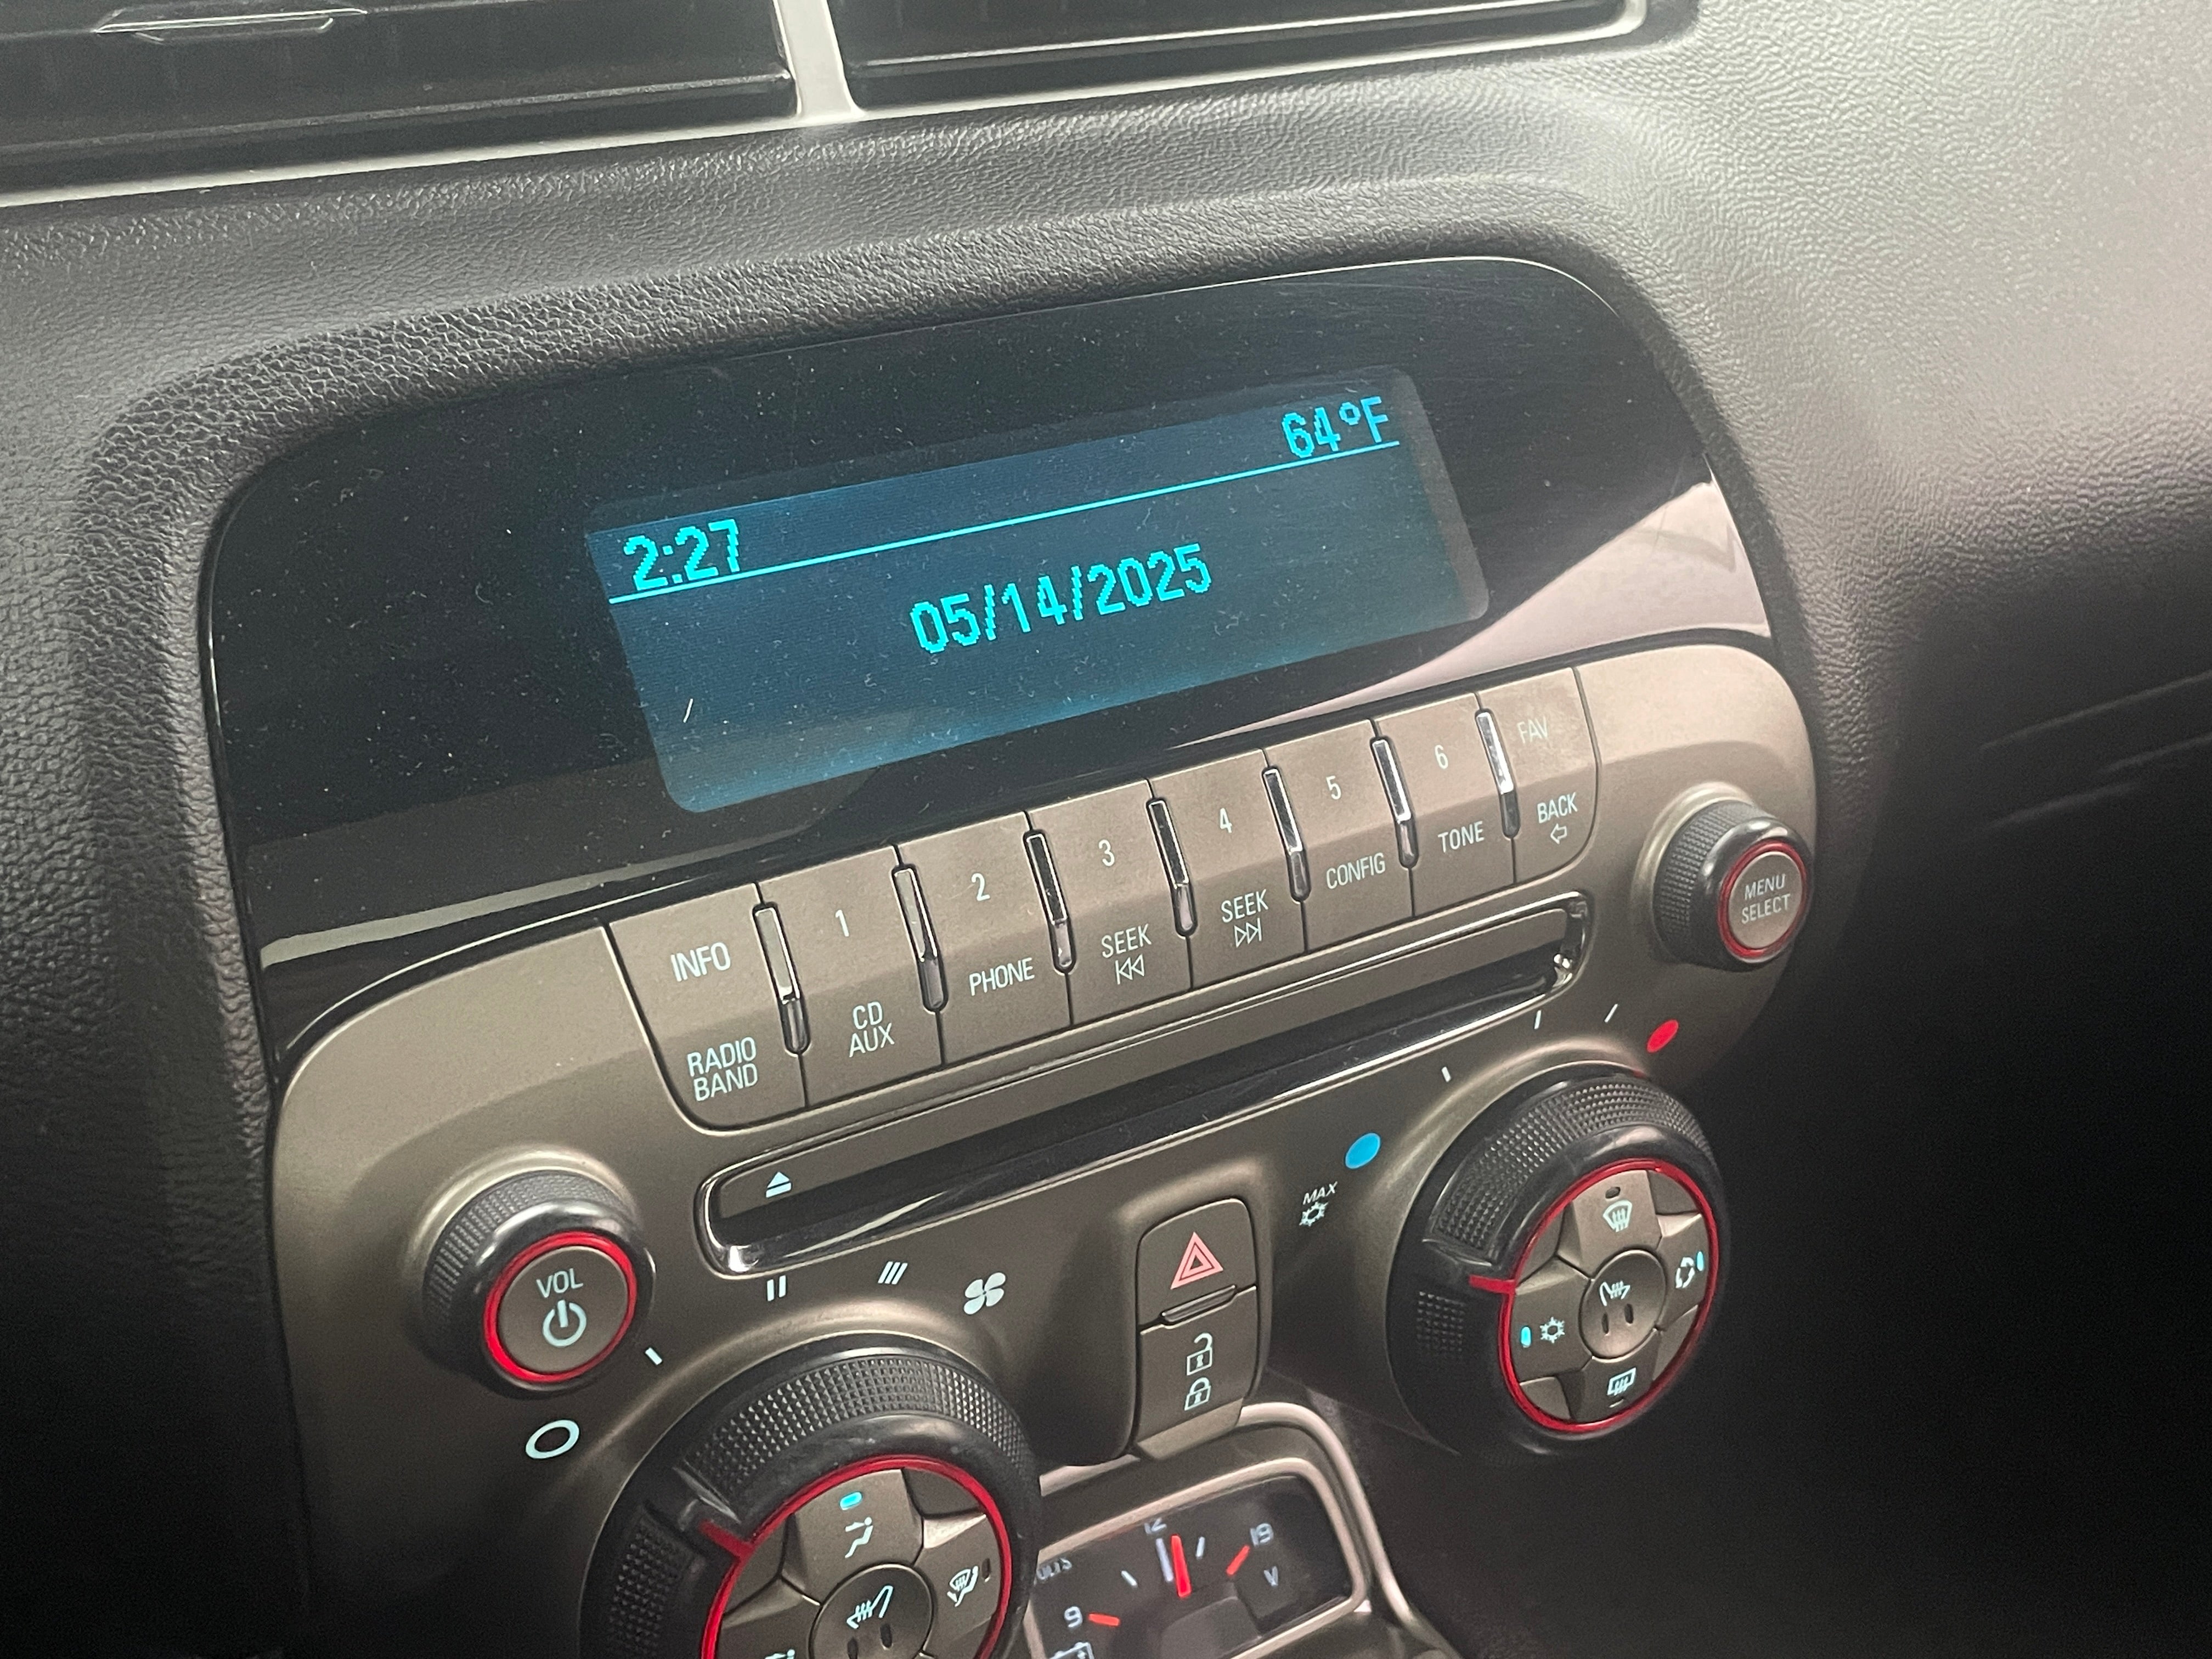 64°F
2:27
05/14/2025
INFO
1
2
3
4
5
6
FAV
RADIO
BAND
CD
AUX
PHONE
SEEK
SEEK
CONFIG
TONE
BACK
MENU
SELECT
VOL
MAX
12
19
9
V